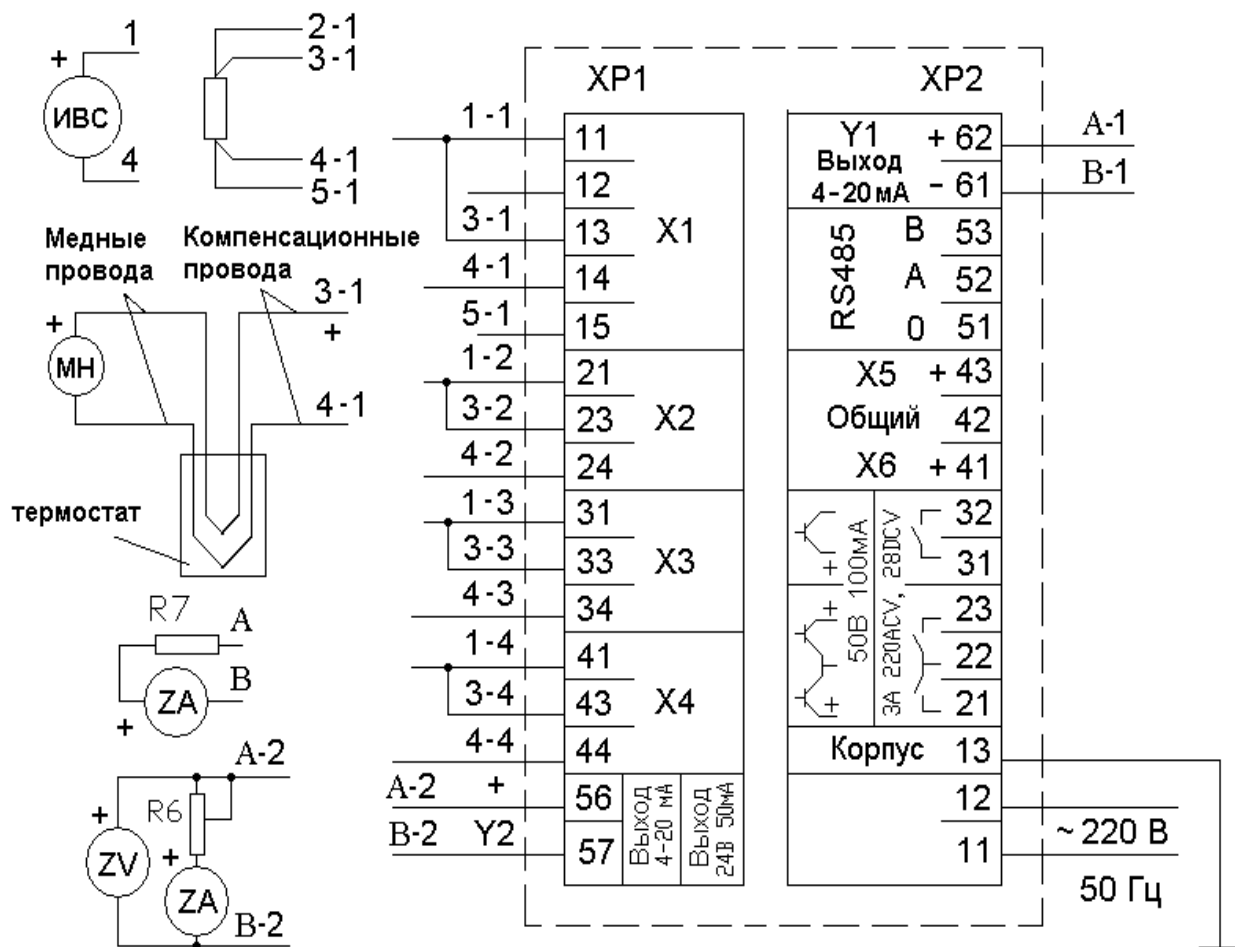 1
+
ИВС
4
2-1
3-1
4-1
5-1
Медные
провода
Компенсационные
провода
3-1
+
+
МН
4-1
термостат
R7
A
B
ZA
+
A-2
R6
+
ZV
+
ZA
B-2
XP1
1-1
11
12
3-1
13
X1
4-1
14
5-1
15
1-2
21
3-2
23
X2
4-2
24
1-3
31
3-3
33
X3
4-3
34
1-4
41
3-4
43
X4
4-4
44
A-2
+
56
B-2
Y2
57
Выход
4-20 мА
Выход
24В 50мА
XP2
Y1
+ 62
A-1
Выход
4-20мА
- 61
B-1
RS485
B
53
A
52
0
51
X5
+ 43
Общий
42
X6
+ 41
32
31
+
50В 100мА
3А 220ACV, 28DCV
+
23
22
+
21
Корпус
13
12
11
~220 В
50 Гц